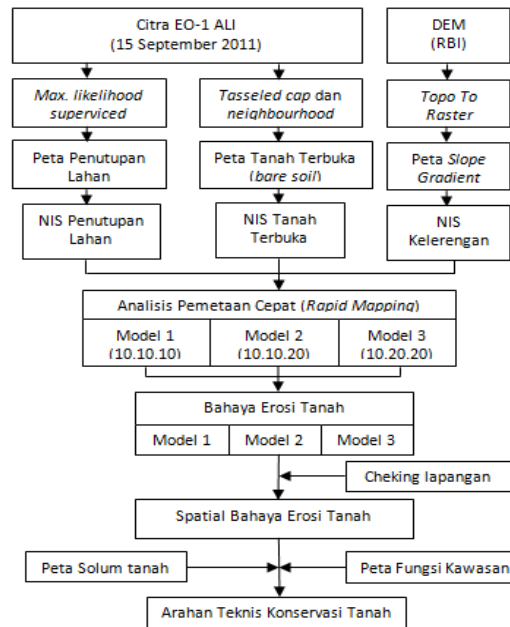 Citra EO-1 ALI
(15 September 2011)
DEM
(RBI)
Max. likelihood
superviced
Tasseled cap dan
neighbourhood
Topo To
Raster
Peta Penutupan
Lahan
Peta Tanah Terbuka
(bare soil)
Peta Slope
Gradient
NIS Penutupan
Lahan
NIS Tanah
Terbuka
NIS
Kelerengan
Analisis Pemetaan Cepat (Rapid Mapping)
Model 1
(10.10.10)
Model 2
(10.10.20)
Model 3
(10.20.20)
Bahaya Erosi Tanah
Model 1
Model 2
Model 3
Cheking lapangan
Spatial Bahaya Erosi Tanah
Peta Solum tanah
Peta Fungsi Kawasan
Arahan Teknis Konservasi Tanah